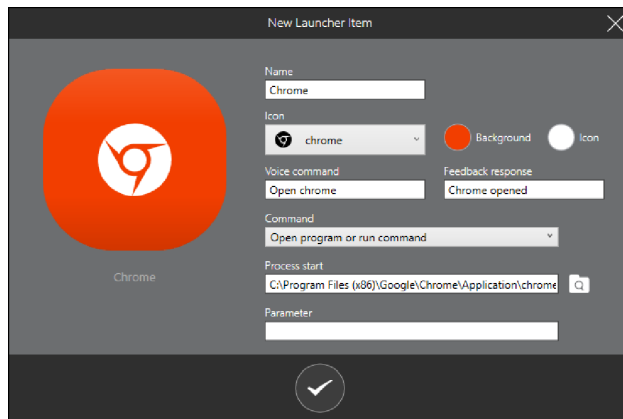 New Launcher Item
Name
Chrome
Icon
chrome
Background
Icon
Voice command
Feedback response
Open chrome
Chrome opened
Command
Open program or run command
Process start
C:\Program Files (x86)\Google\Chrome\Application\chrome
Parameter
Chrome